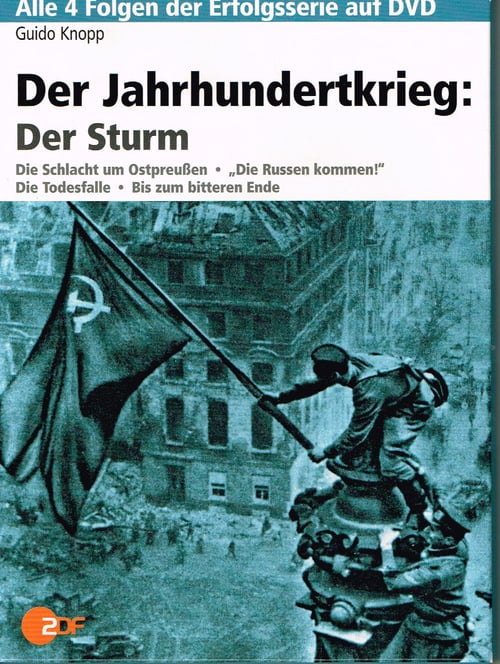 Alle 4 Folgen der Erfolgsserie auf DVD
Guido Knopp
Der Jahrhundertkrieg:
Der Sturm
Die Schlacht um Ostpreußen • „Die Russen kommen!“
Die Todesfalle • Bis zum bitteren Ende
2DF